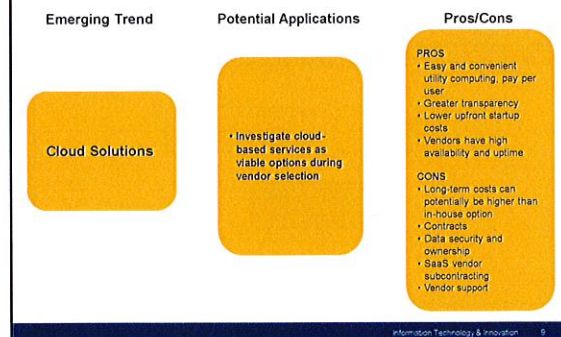 Emerging Trend
Potential Applications
Pros/Cons
Cloud Solutions
• Investigate cloud-
based services as
viable options during
vendor selection
PROS
• Easy and convenient
utility computing, pay per
user
• Greater transparency
• Lower upfront startup
costs
• Vendors have high
availability and uptime
CONS
• Long-term costs can
potentially be higher than
in-house option
• Contracts
• Data security and
ownership
• SaaS vendor
subcontracting
• Vendor support
Information Technology & Innovation 9